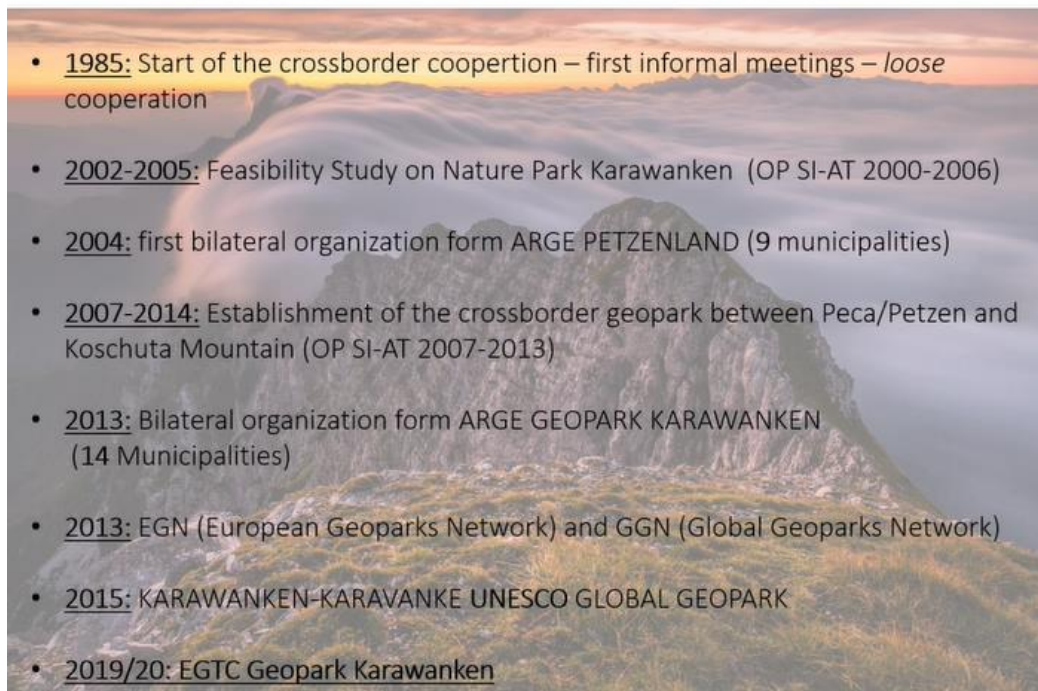 • 1985: Start of the crossborder coopertion – first informal meetings – loose
cooperation
• 2002-2005: Feasibility Study on Nature Park Karawanken (OP SI-AT 2000-2006)
• 2004: first bilateral organization form ARGE PETZENLAND (9 municipalities)
• 2007-2014: Establishment of the crossborder geopark between Peca/Petzen and
Koschuta Mountain (OP SI-AT 2007-2013)
• 2013: Bilateral organization form ARGE GEOPARK KARAWANKEN
(14 Municipalities)
• 2013: EGN (European Geoparks Network) and GGN (Global Geoparks Network)
• 2015: KARAWANKEN-KARAVANKE UNESCO GLOBAL GEOPARK
• 2019/20: EGTC Geopark Karawanken